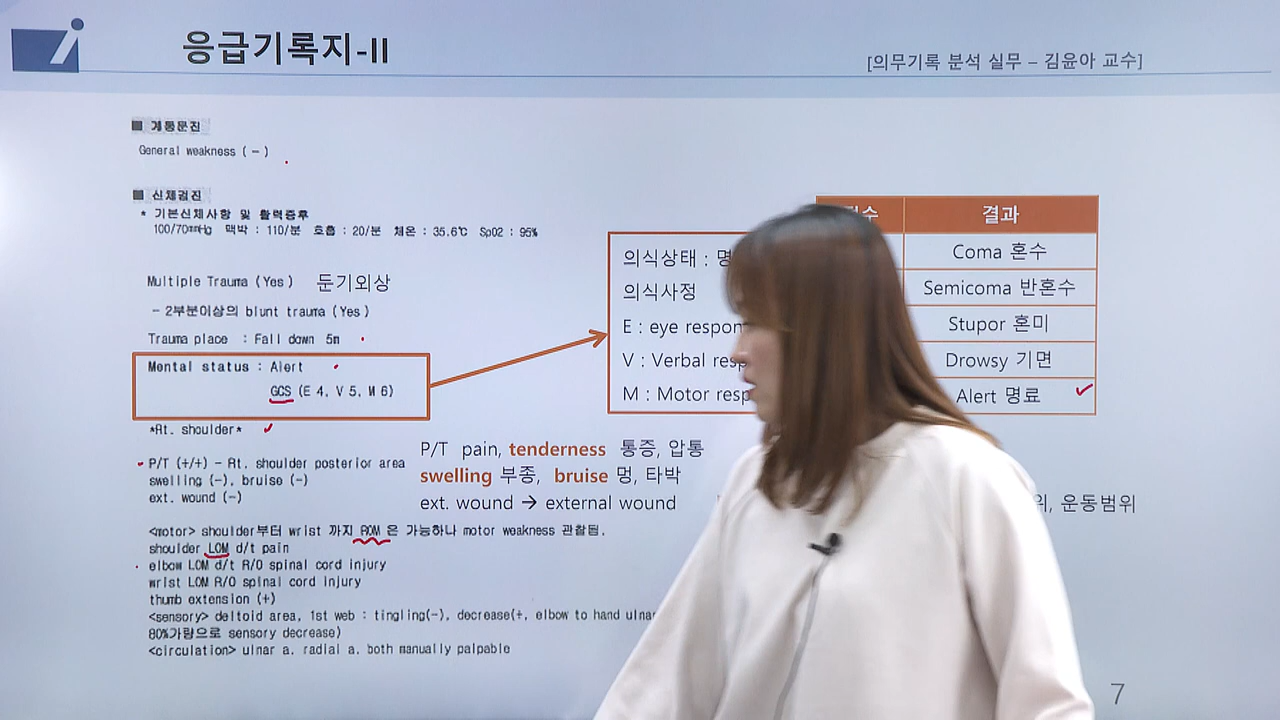 응급기록지-II
[의무기록 분석 실무 – 김윤아 교수]
■ 계통문진
General weakness ( - )
■ 신체검진
* 기본신체사항 및 활력증후
100/70mmHg 맥박 : 110/분 호흡 : 20/분 체온 : 35.6℃ SpO2 : 95%
Multiple Trauma (Yes) 둔기외상
- 2부분이상의 blunt trauma (Yes)
Trauma place : Fall down 5m
Mental status : Alert
GCS (E 4, V 5, M 6)
*Rt. shoulder*
P/T (+/+) - Rt. shoulder posterior area
swelling (-), bruise (-)
ext. wound (-)
P/T pain, tenderness 통증, 압통
swelling 부종, bruise 멍, 타박
ext. wound → external wound
운동범위
<motor> shoulder부터 wrist 까지 ROM 은 가능하나 motor weakness 관찰됨.
shoulder LOM d/t pain
elbow LOM d/t R/O spinal cord injury
wrist LOM R/O spinal cord injury
thumb extension (+)
<sensory> deltoid area, 1st web : tingling(-), decrease(+, elbow to hand ulnar
80%가량으로 sensory decrease)
<circulation> ulnar a. radial a. both manually palpable
의식상태 :
의식사정
E : eye
V : Verbal
M : Motor
결과
Coma 혼수
Semicoma 반혼수
Stupor 혼미
Drowsy 기면
Alert 명료
7